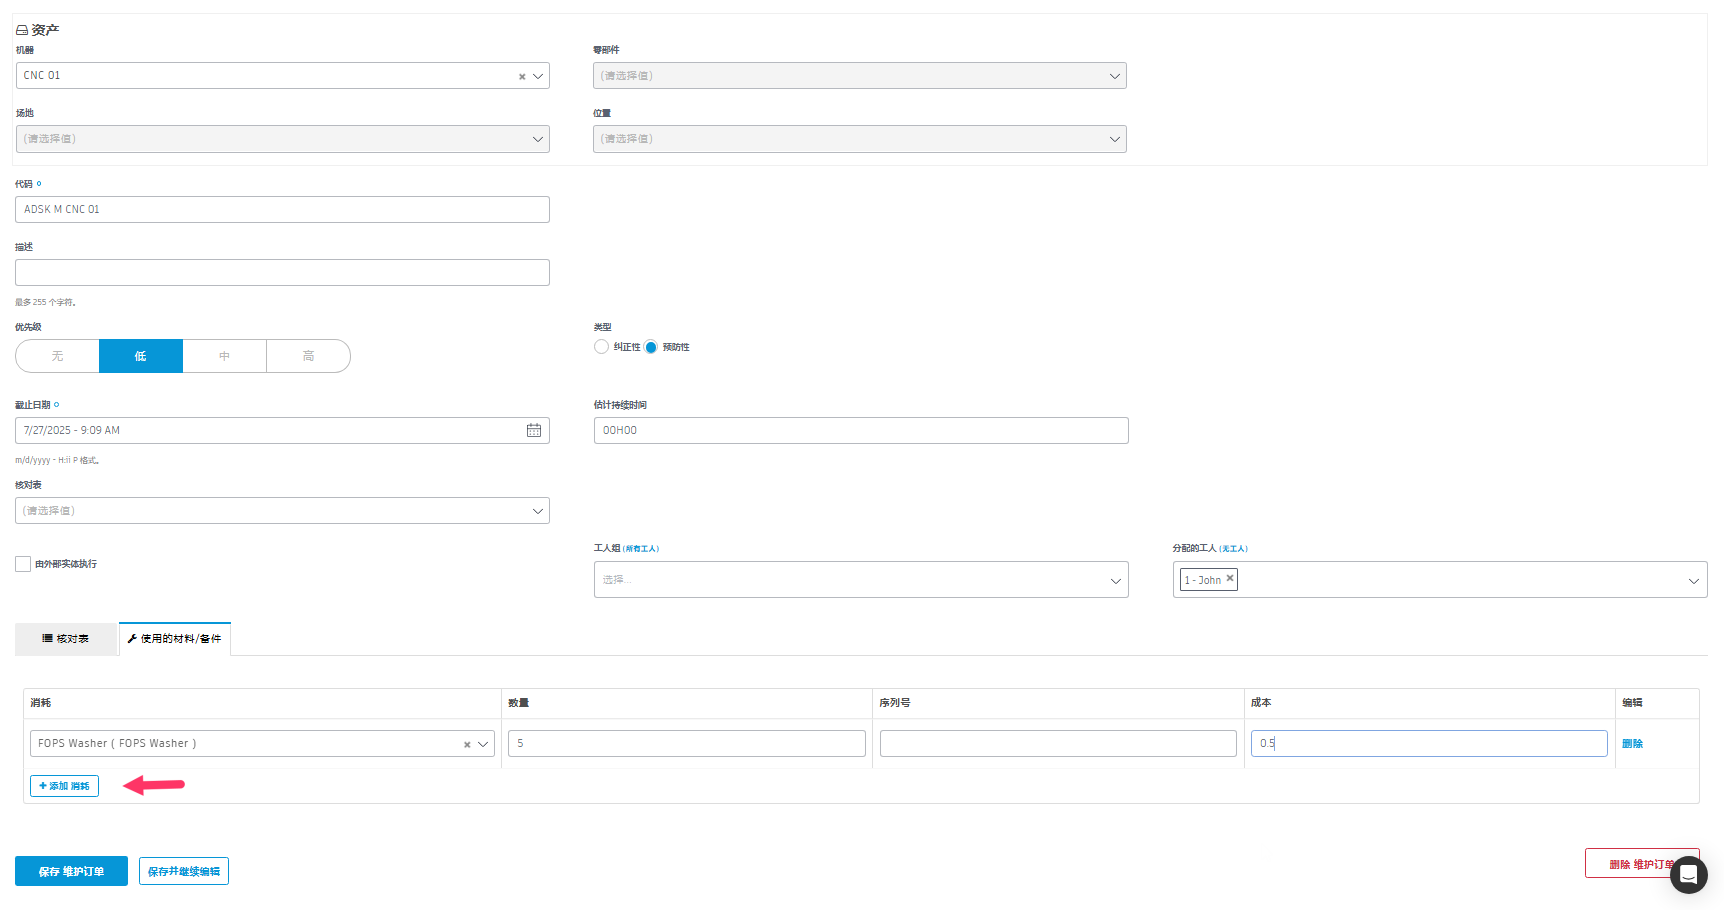 资产
机器 零部件
CNC 01 (请选择值)
场地 位置
(请选择值) (请选择值)
代码
ADSK M CNC 01
描述
最多 255 个字符。
优先级 类型
无 低 中 高 纠正性 预防性
截止日期 估计持续时间
7/27/2025 - 9:09 AM 00H00
m/d/yyyy - H:ii P 格式。
核对表
(请选择值)
工人组 (所有工人) 分配的工人 (无工人)
由外部实体执行
选择... 1 - John
核对表 使用的材料/备件
消耗 数量 序列号 成本 编辑
FOPS Washer ( FOPS Washer ) 5 0.5 删除
添加 消耗
保存 维护订单 保存并继续编辑 删除 维护订单